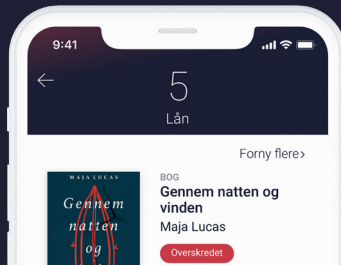 9:41
5
Lån
Forny flere
BOG
Gennem natten og
vinden
Maja Lucas
Overskredet
MAJA LUCAS
Gennem
natten
og